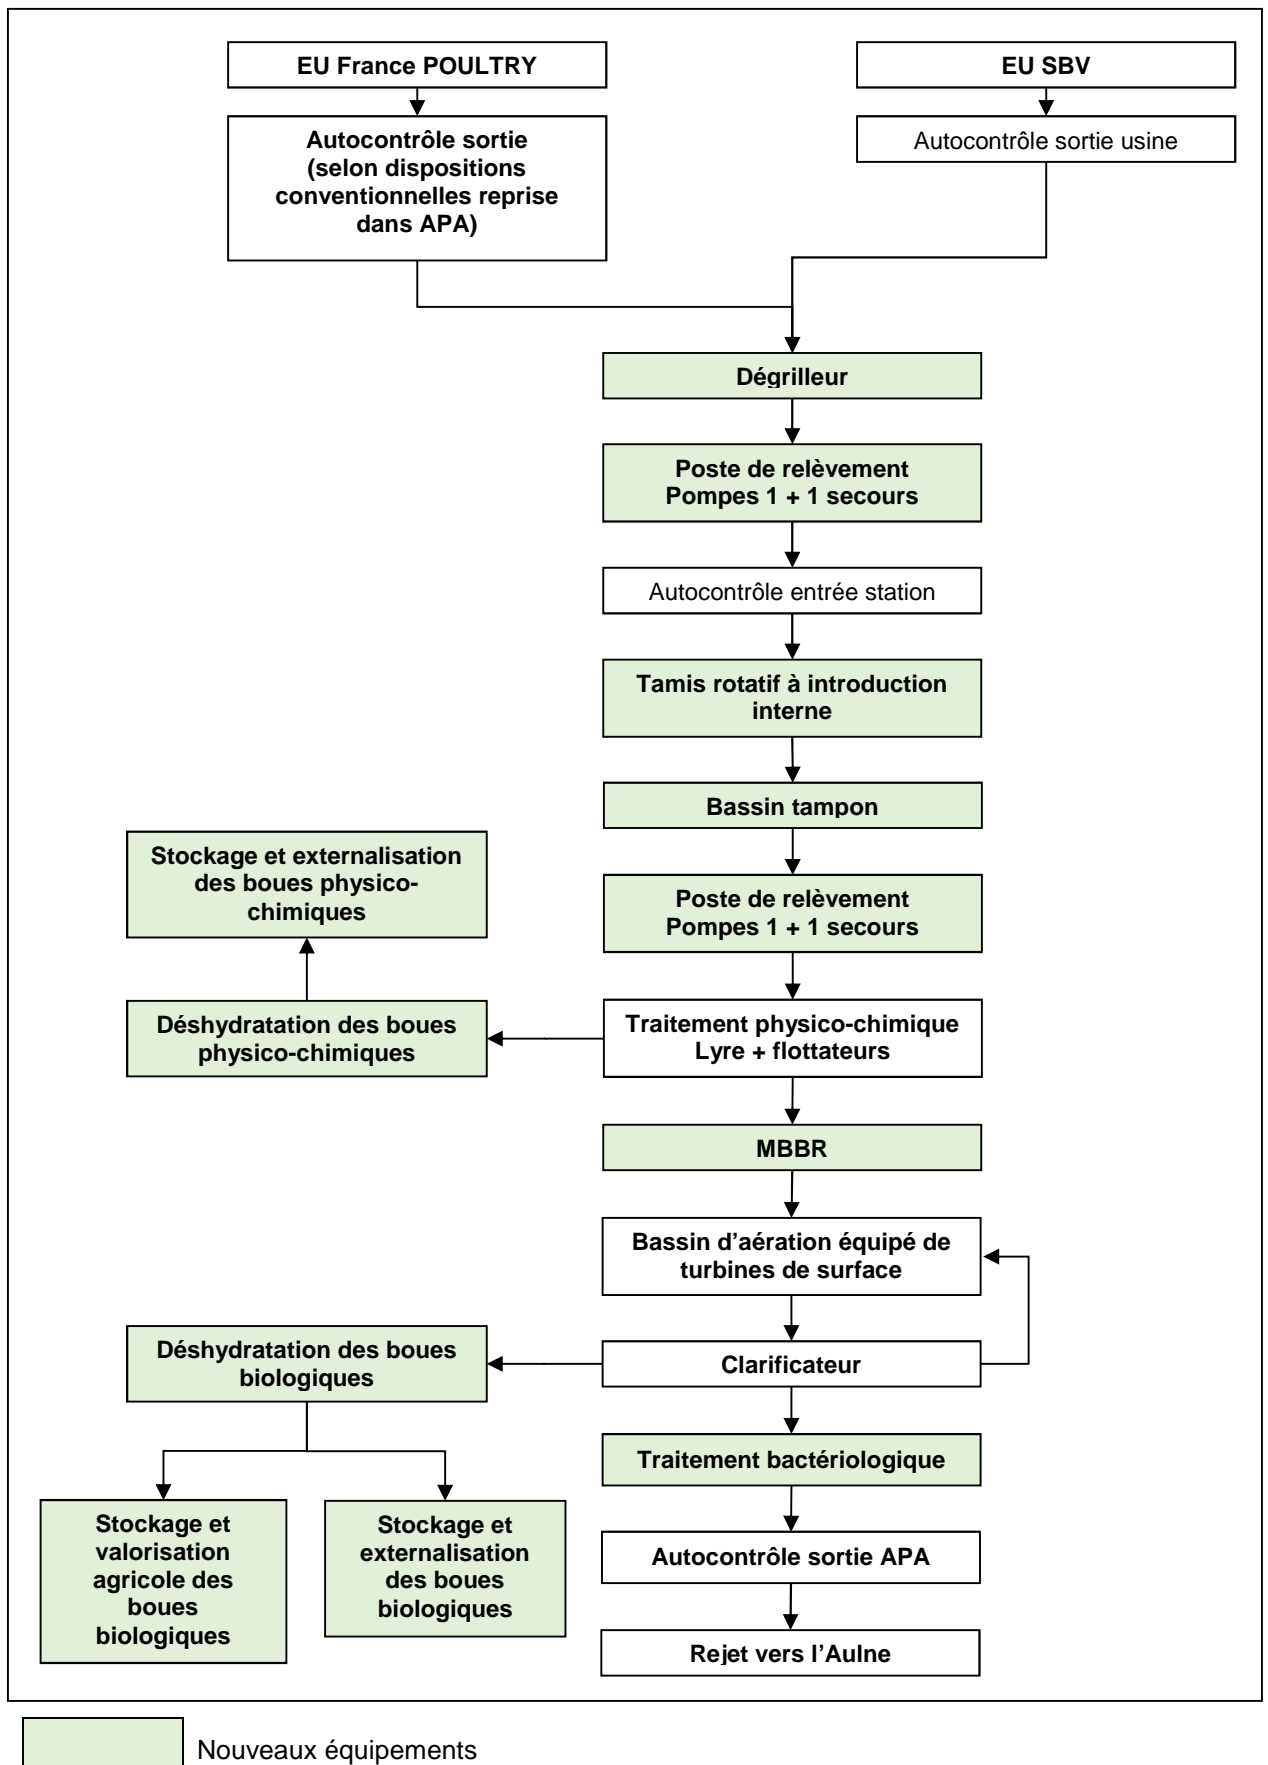 EU France POULTRY
EU SBV
Autocontrôle sortie
(selon dispositions
conventionnelles reprise
dans APA)
Autocontrôle sortie usine
Dégrilleur
Poste de relèvement
Pompes 1 + 1 secours
Autocontrôle entrée station
Tamis rotatif à introduction
interne
Bassin tampon
Stockage et externalisation
des boues physico-
chimiques
Poste de relèvement
Pompes 1 + 1 secours
Déshydratation des boues
physico-chimiques
Traitement physico-chimique
Lyre + flottateurs
MBBR
Bassin d'aération équipé de
turbines de surface
Déshydratation des boues
biologiques
Clarificateur
Traitement bactériologique
Stockage et
valorisation
agricole des
boues
biologiques
Stockage et
externalisation
des boues
biologiques
Autocontrôle sortie APA
Rejet vers l'Aulne
Nouveaux équipements